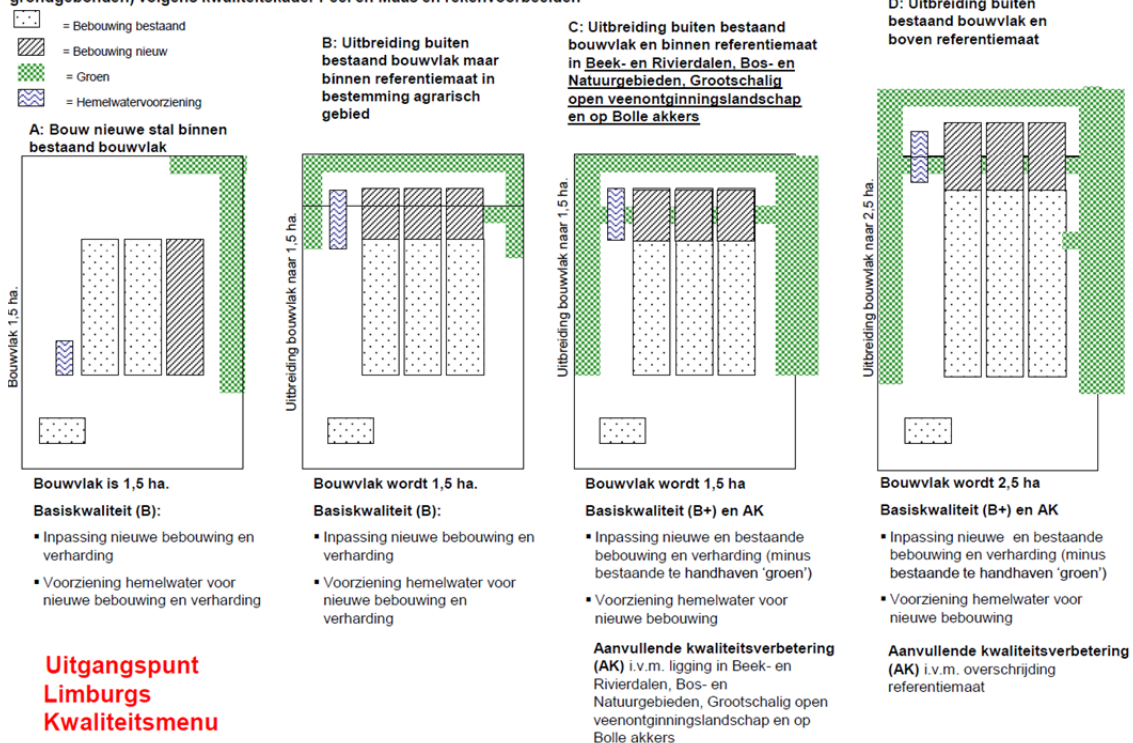 grondgebonden) volgens kwaliteitskader Peel en Maas en rekenvoorbeelden
= Bebouwing bestaand
= Bebouwing nieuw
= Groen
= Hemelwatervoorziening
A: Bouw nieuwe stal binnen
bestaand bouwvlak
Bouwvlak 1,5 ha.
Bouwvlak is 1,5 ha.
Basiskwaliteit (B):
▪ Inpassing nieuwe bebouwing en
verharding
▪ Voorziening hemelwater voor
nieuwe bebouwing en verharding
B: Uitbreiding buiten
bestaand bouwvlak maar
binnen referentiemaat in
bestemming agrarisch
gebied
Uitbreiding bouwvlak naar 1,5 ha.
Bouwvlak wordt 1,5 ha.
Basiskwaliteit (B):
▪ Inpassing nieuwe bebouwing en
verharding
▪ Voorziening hemelwater voor
nieuwe bebouwing en
verharding
C: Uitbreiding buiten bestaand
bouwvlak en binnen referentiemaat
in Beek- en Rivierdalen, Bos- en
Natuurgebieden, Grootschalig
open veenontginningslandschap
en op Bolle akkers
Uitbreiding bouwvlak naar 1,5 ha.
Bouwvlak wordt 1,5 ha
Basiskwaliteit (B+) en AK
▪ Inpassing nieuwe en bestaande
bebouwing en verharding (minus
bestaande te handhaven ‘groen’)
▪ Voorziening hemelwater voor
nieuwe bebouwing
Aanvullende kwaliteitsverbetering
(AK) i.v.m. ligging in Beek- en
Rivierdalen, Bos- en
Natuurgebieden, Grootschalig open
veenontginningslandschap en op
Bolle akkers
D: Uitbreiding buiten
bestaand bouwvlak en
boven referentiemaat
Uitbreiding bouwvlak naar 2,5 ha.
Bouwvlak wordt 2,5 ha
Basiskwaliteit (B+) en AK
▪ Inpassing nieuwe en bestaande
bebouwing en verharding (minus
bestaande te handhaven ‘groen’)
▪ Voorziening hemelwater voor
nieuwe bebouwing
Aanvullende kwaliteitsverbetering
(AK) i.v.m. overschrijding
referentiemaat
Uitgangspunt
Limburgs
Kwaliteitsmenu